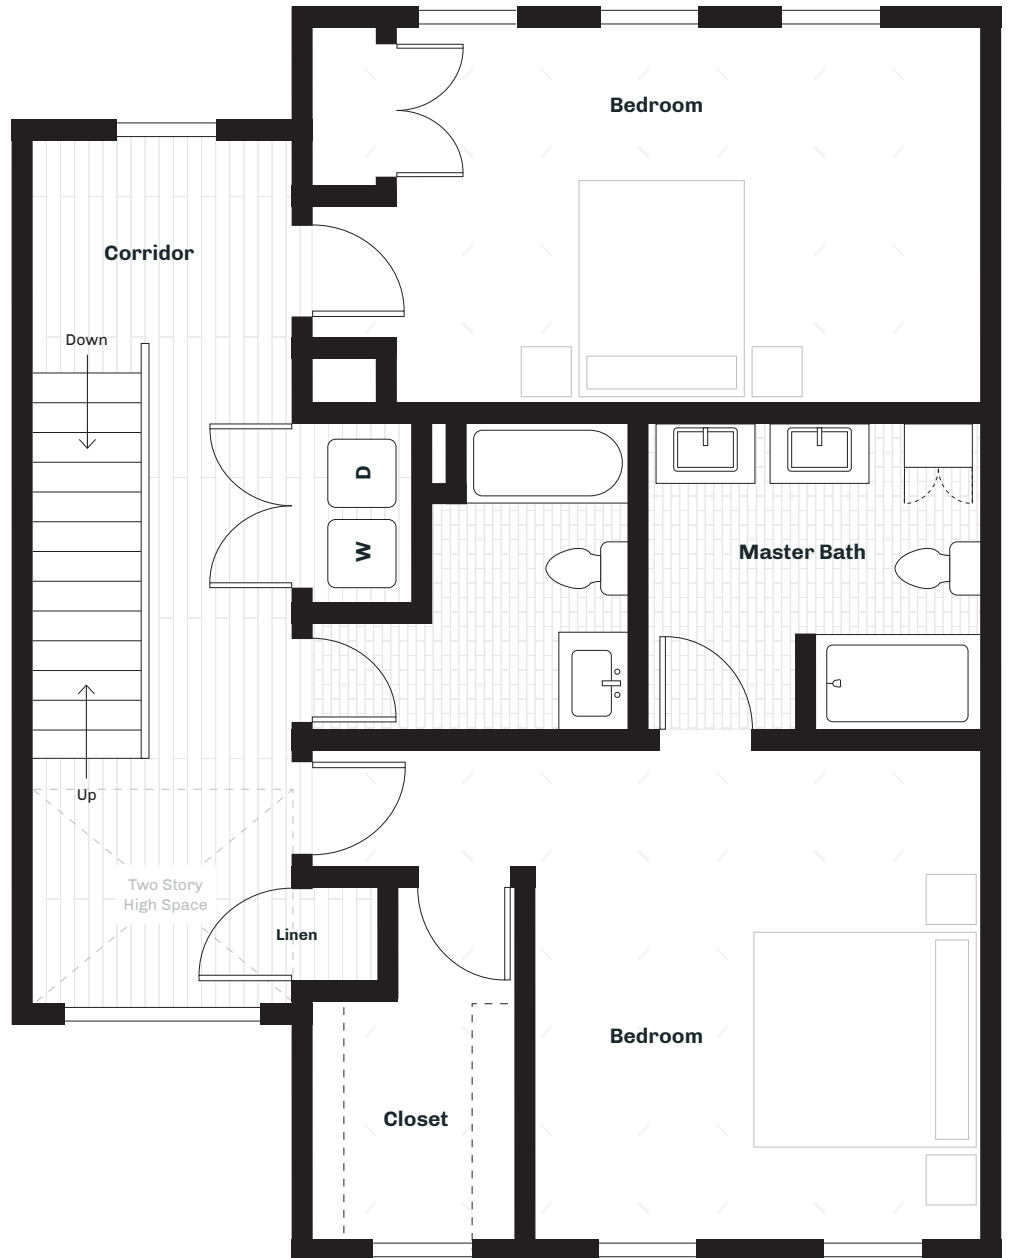 Bedroom
Corridor
Down
D
W
Master Bath
Up
Two Story
High Space
Linen
Bedroom
Closet